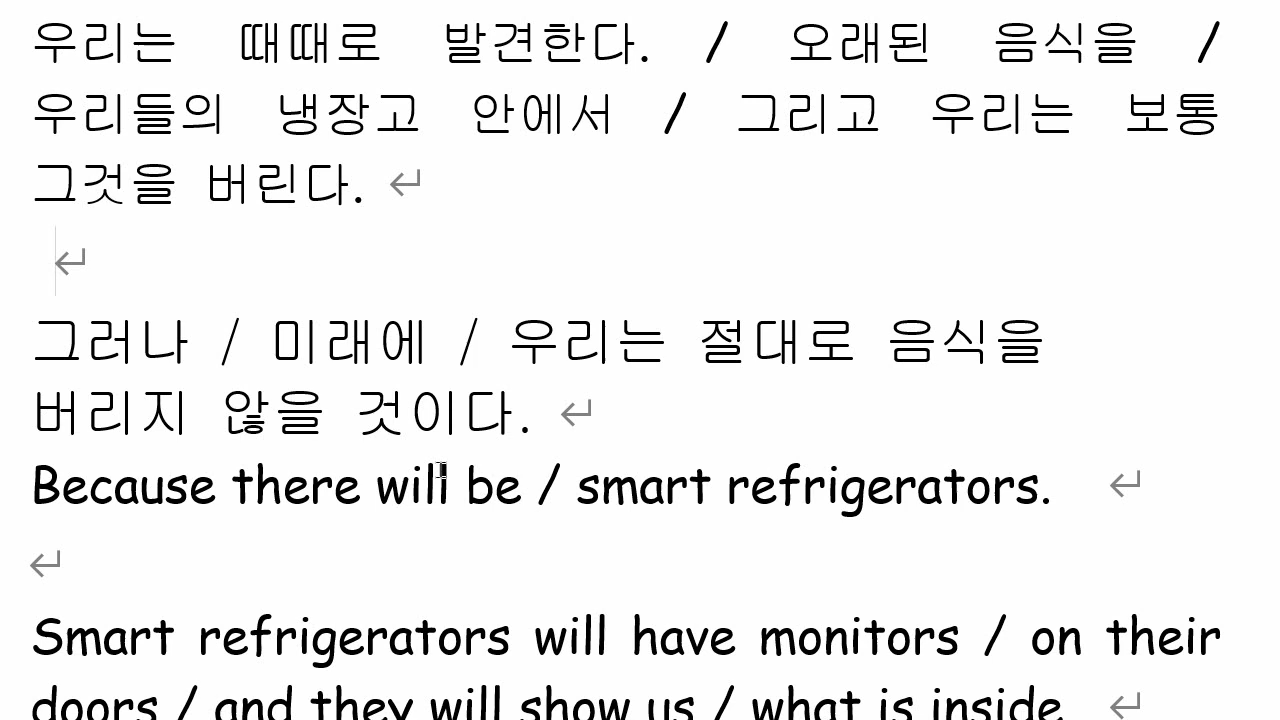 우리는 때때로 발견한다. / 오래된 음식을 /
우리들의 냉장고 안에서 / 그리고 우리는 보통
그것을 버린다.
그러나 / 미래에 / 우리는 절대로 음식을
버리지 않을 것이다.
Because there will be / smart refrigerators.
Smart refrigerators will have monitors / on their
doors / and they will show us / what is inside.